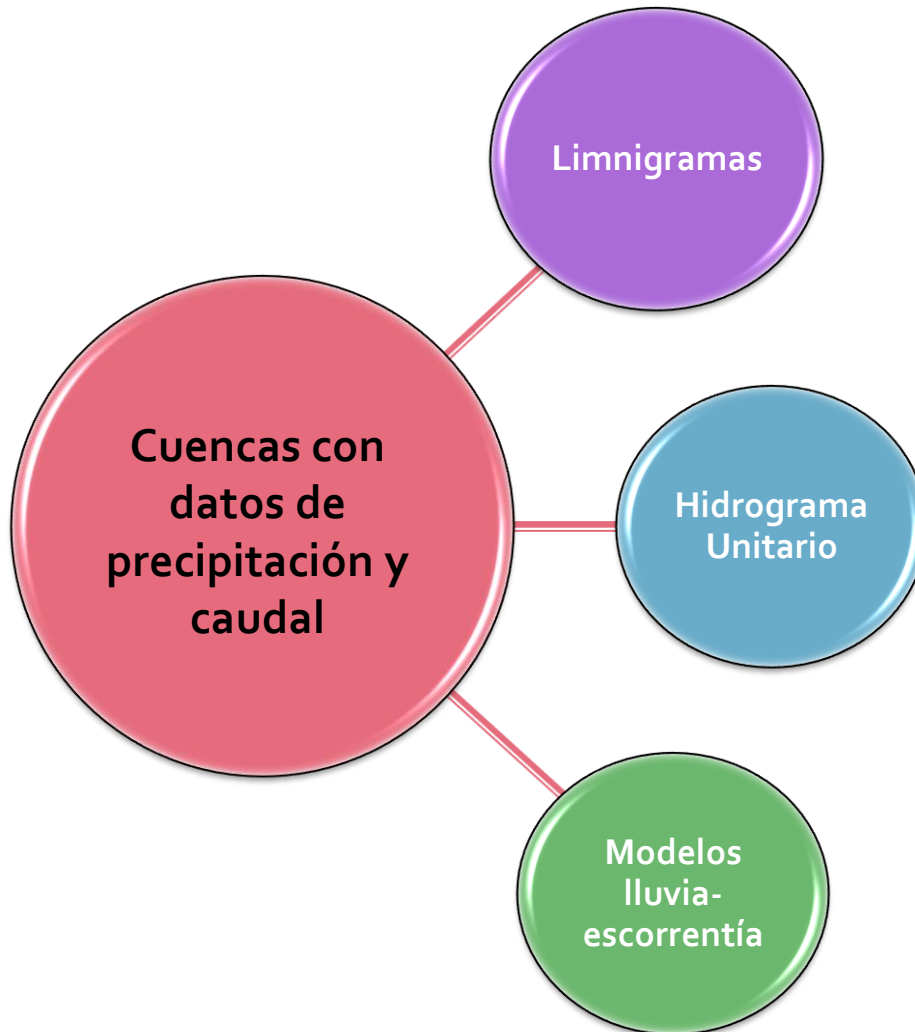 Limnigramas
Cuencas con
datos de
precipitación y
caudal
Hidrograma
Unitario
Modelos
lluvia-
escorrentía